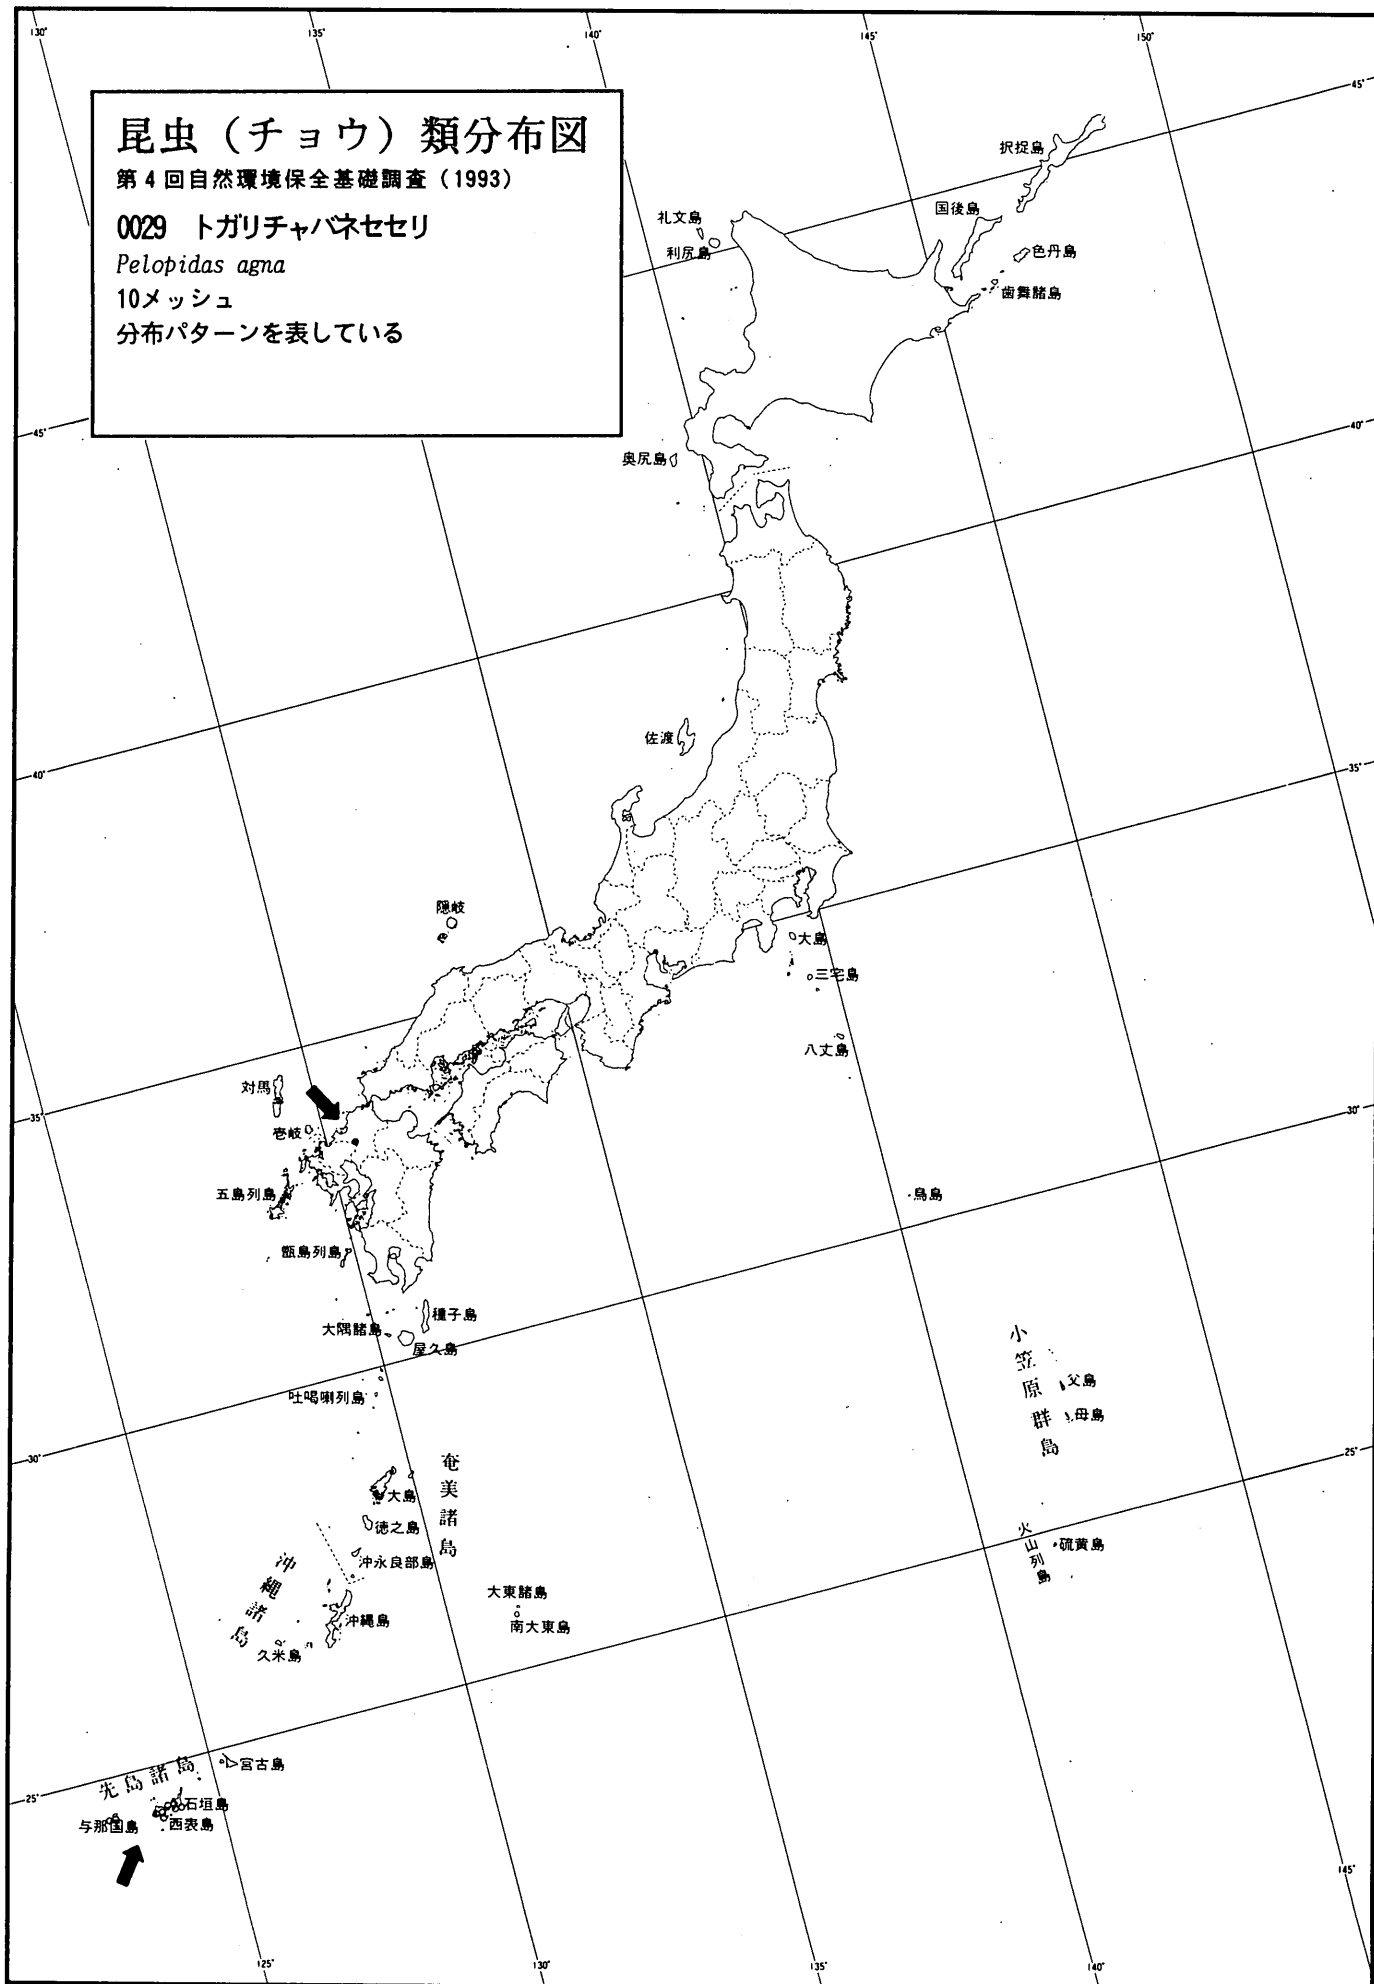 130°
135°
140°
145°
150°
昆虫（チョウ）類分布図
第4回自然環境保全基礎調査（1993）
0029 トガリチャバネセセリ
Pelopidas agna
10メッシュ
分布パターンを表している
45°
択捉島
国後島
礼文島
利尻島
色丹島
歯舞諸島
45°
40°
奥尻島
佐渡
40°
35°
隠岐
大島
三宅島
八丈島
対馬
35°
壱岐
30°
五島列島
鳥島
甑島列島
種子島
大隅諸島
屋久島
吐噶喇列島
小笠原群島
父島
母島
30°
25°
奄美諸島
大島
徳之島
沖永良部島
火山列島
硫黄島
沖縄諸島
大東諸島
沖縄島
南大東島
久米島
先島諸島
宮古島
25°
石垣島
与那国島
西表島
145°
125°
130°
135°
140°